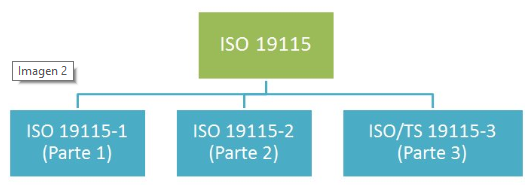 ISO 19115
Imagen 2
ISO 19115-1
(Parte 1)
ISO 19115-2
(Parte 2)
ISO/TS 19115-3
(Parte 3)